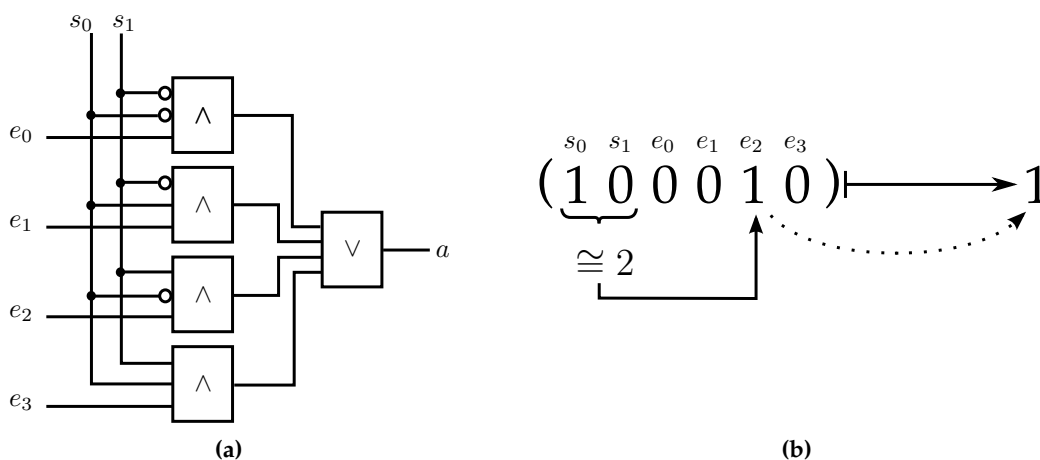 s₀ s₁
e₀ ∧
e₁ ∧
∨ a
e₂ ∧
e₃ ∧
(a)
s₀ s₁ e₀ e₁ e₂ e₃
(1 0 0 0 1 0) ⟼ 1
≅ 2
(b)